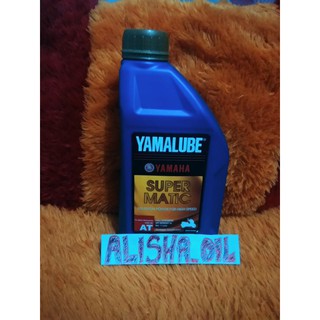 YAMALUBE®
YAMAHA
SUPER
MATIC
AT
ALISHA_OIL